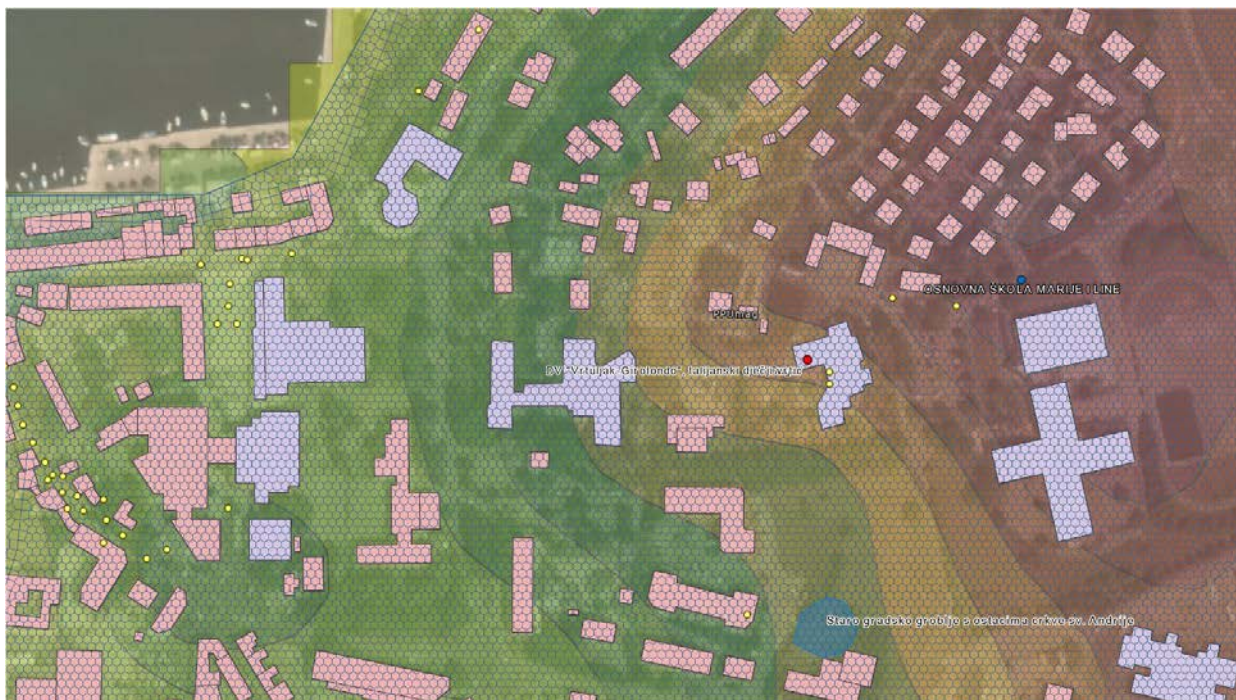 OSNOVNA ŠKOLA MARIJE I LINE
PPUmag
DV "Vrtuljak-Girotondo", talijanski dječji vrtić
Staro gradsko groblje s ostacima crkve sv. Andrije